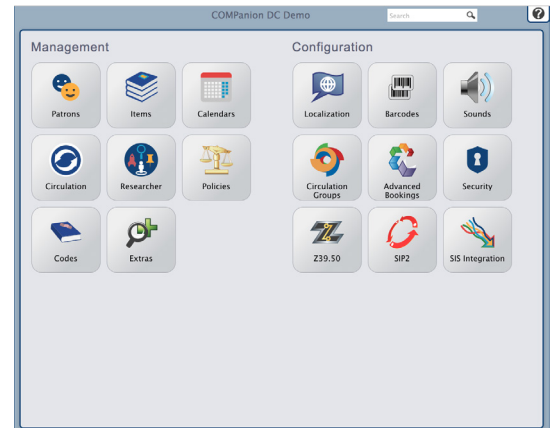 COMPanion DC Demo
Search
?
Management
Configuration
Patrons
Items
Calendars
Localization
Barcodes
Sounds
Circulation
Researcher
Policies
Circulation
Groups
Advanced
Bookings
Security
Codes
Extras
Z39.50
SIP2
SIS Integration